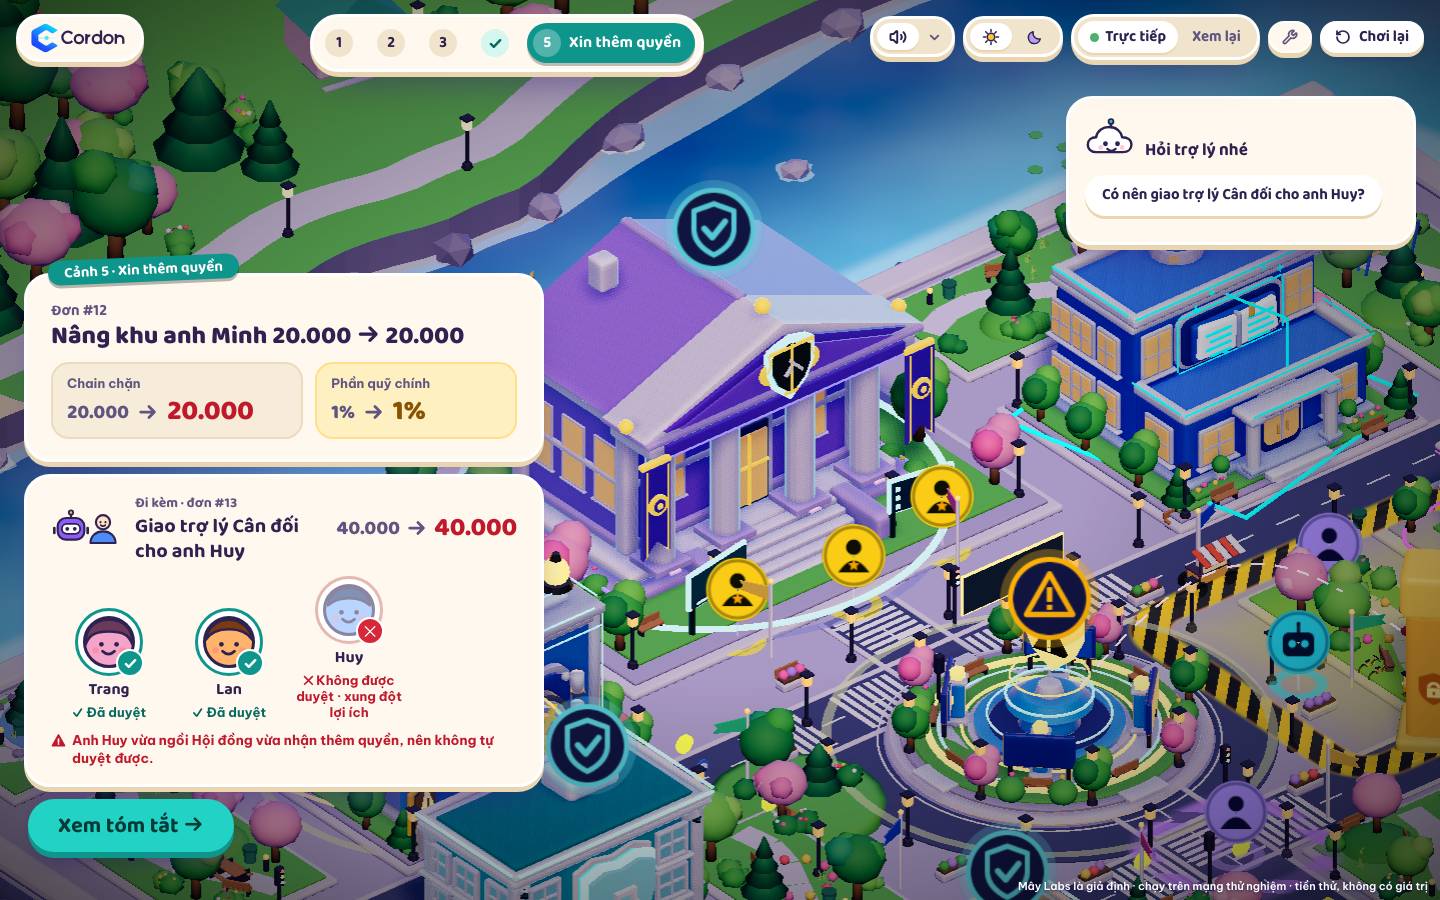 Cordon
1 2 3 5 Xin thêm quyền
Trực tiếp Xem lại Chơi lại
Hỏi trợ lý nhé
Có nên giao trợ lý Cân đối cho anh Huy?
Cảnh 5 · Xin thêm quyền
Đơn #12
Nâng khu anh Minh 20.000 → 20.000
Chain chặn
20.000 → 20.000
Phần quỹ chính
1% → 1%
Đi kèm · đơn #13
Giao trợ lý Cân đối
cho anh Huy
40.000 → 40.000
Trang
✓ Đã duyệt
Lan
✓ Đã duyệt
Huy
✕ Không được
duyệt · xung đột
lợi ích
Anh Huy vừa ngồi Hội đồng vừa nhận thêm quyền, nên không tự
duyệt được.
Xem tóm tắt →
Mây Labs là giả định · chạy trên mạng thử nghiệm · tiền thử, không có giá trị